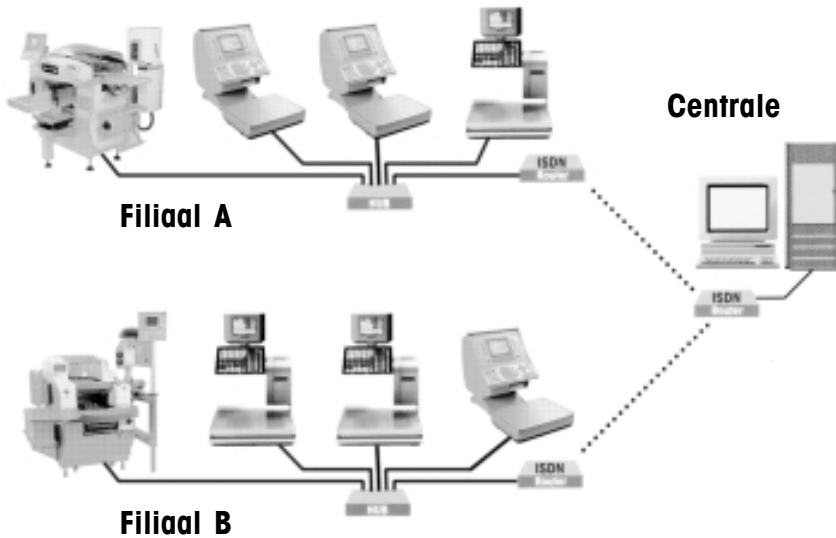 Centrale
ISDN
Router
HUB
Filiaal A
ISDN
Router
ISDN
Router
HUB
Filiaal B